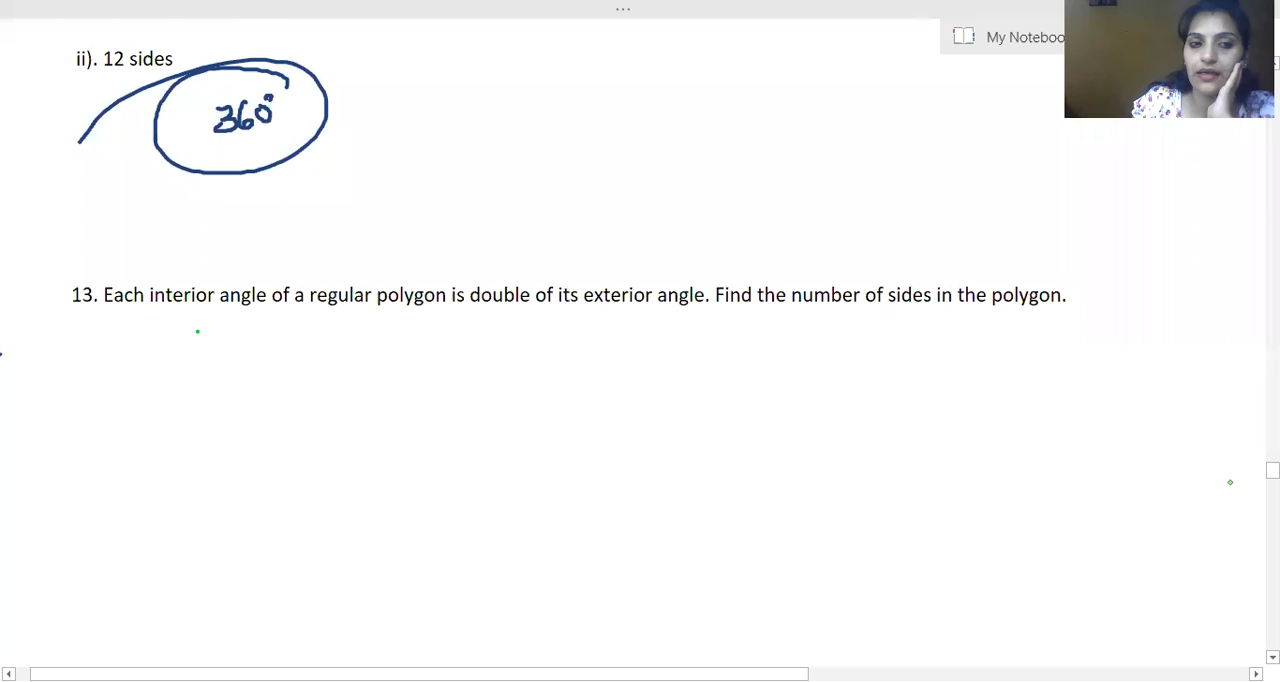 ...
My Noteboo
ii). 12 sides
360°
13. Each interior angle of a regular polygon is double of its exterior angle. Find the number of sides in the polygon.